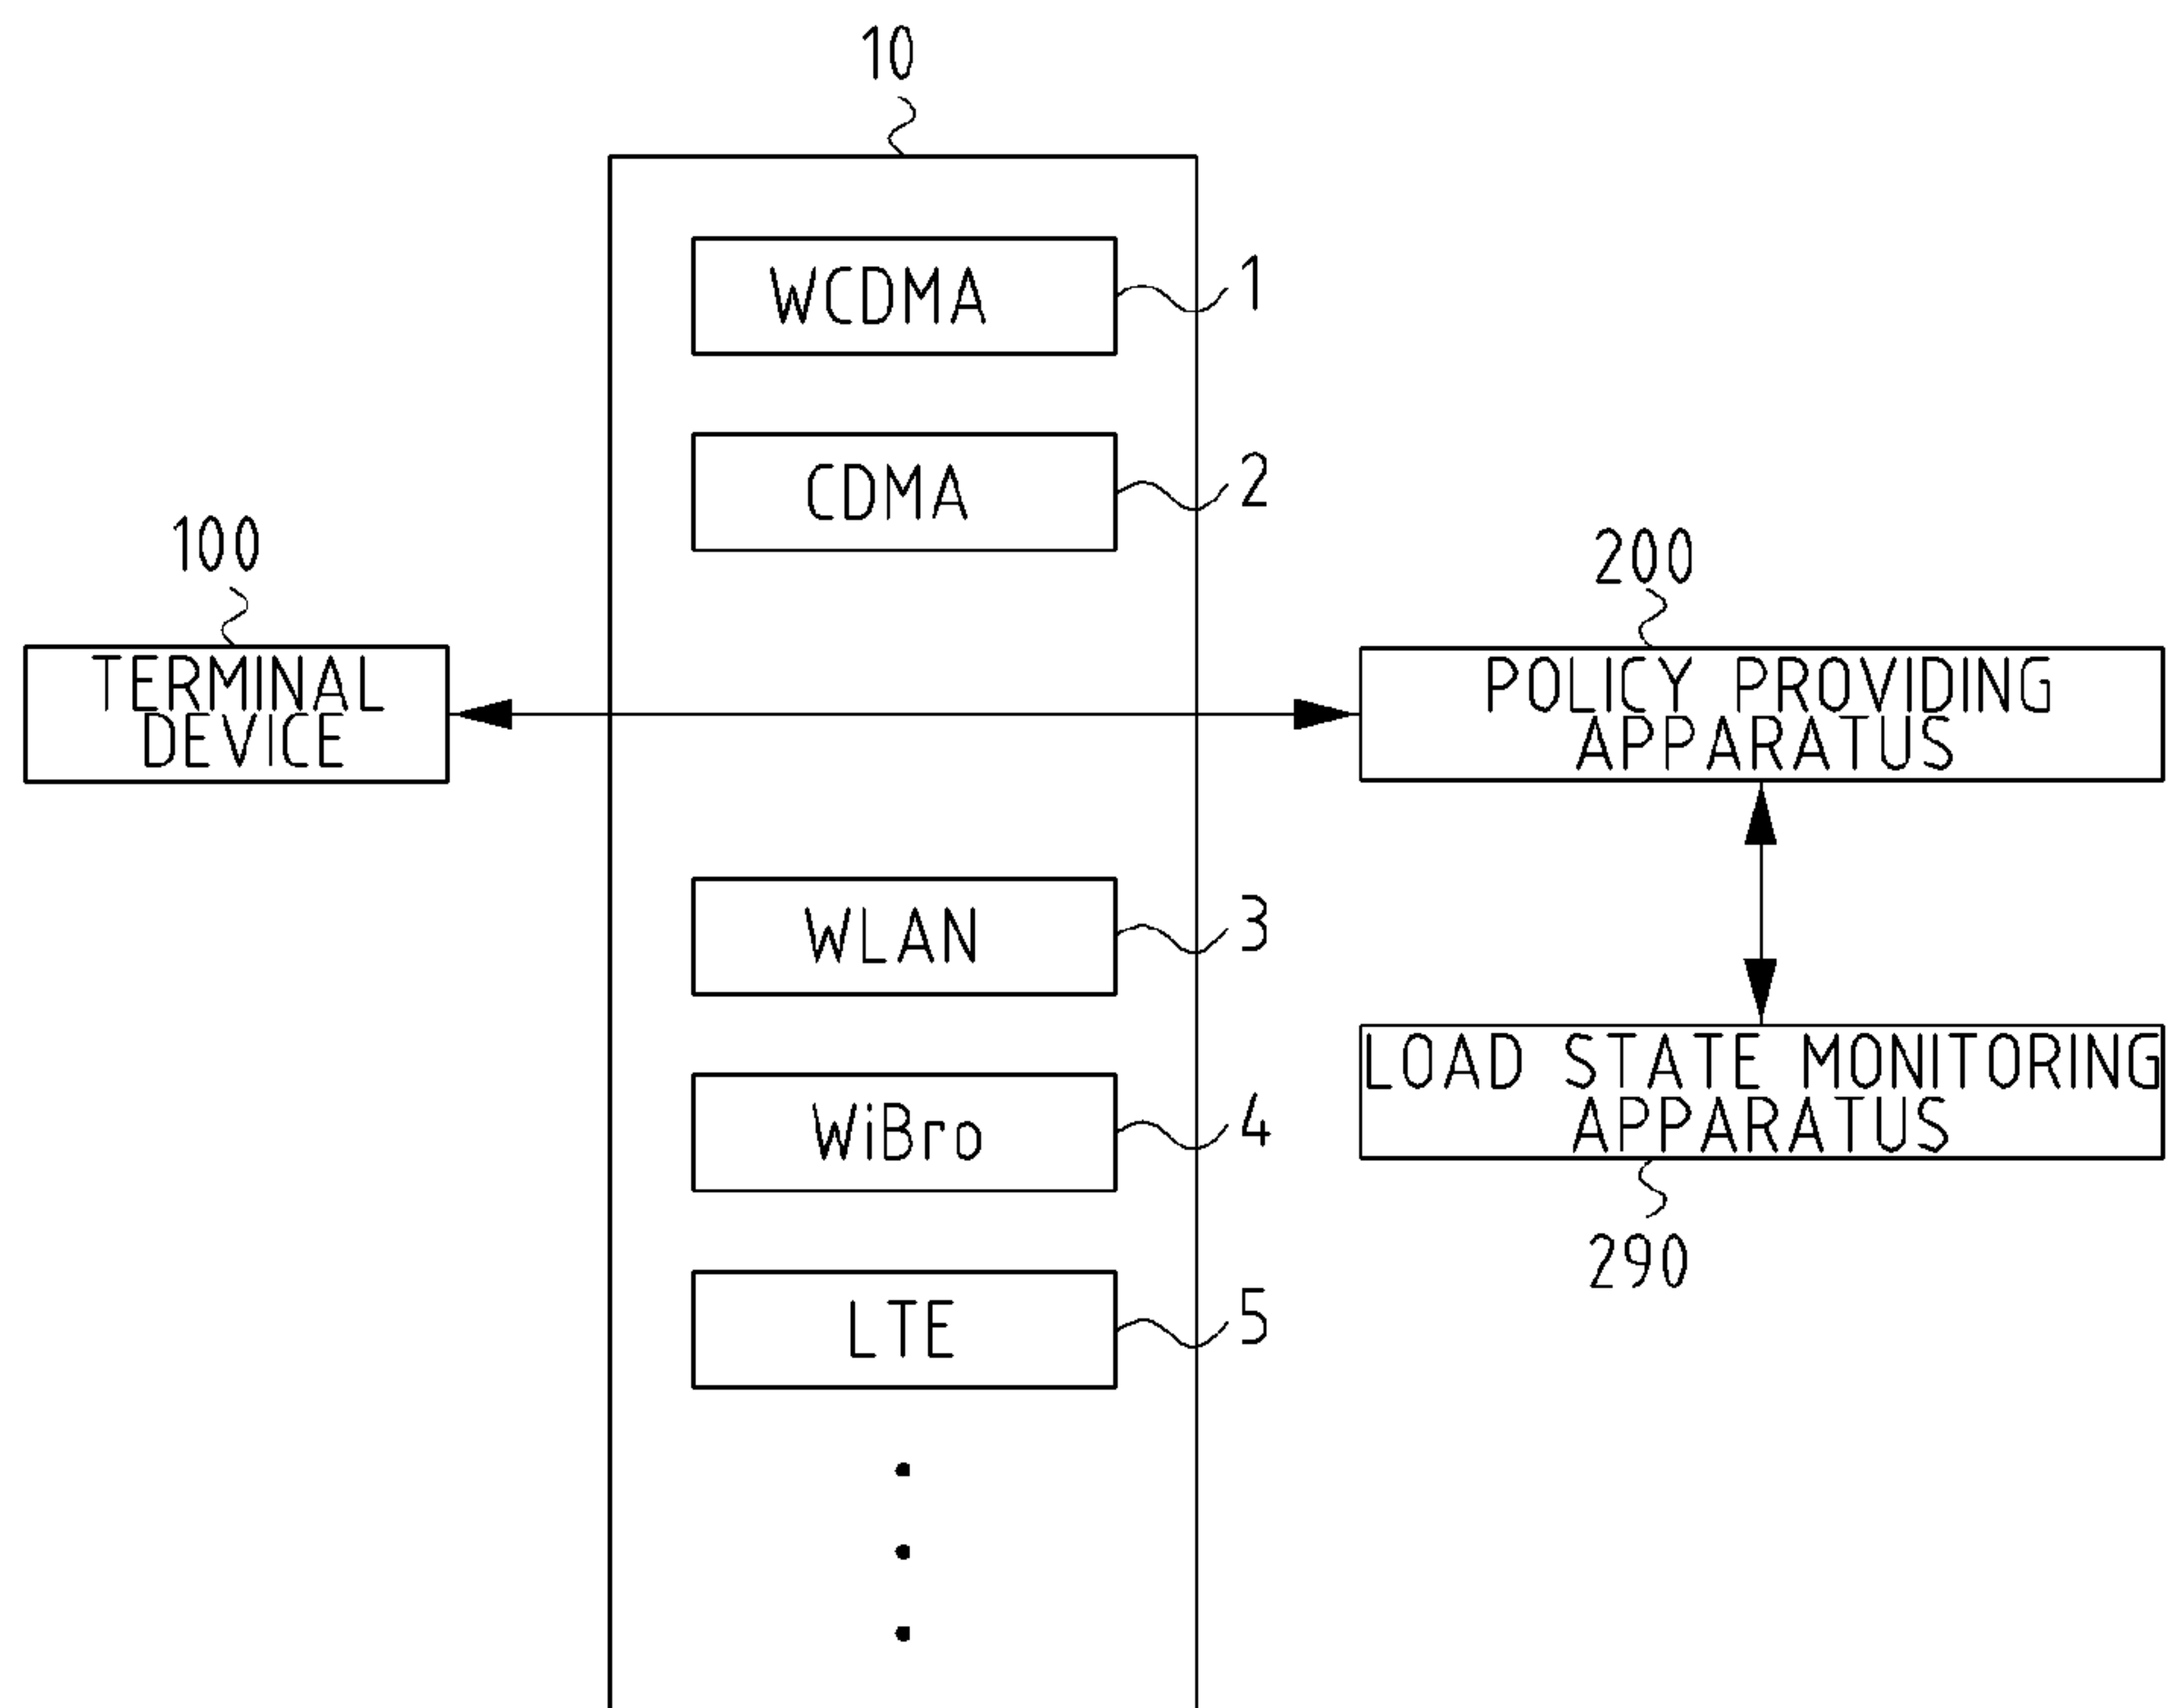 10
WCDMA
1
CDMA
2
100
TERMINAL
DEVICE
200
POLICY PROVIDING
APPARATUS
WLAN
3
WiBro
4
LOAD STATE MONITORING
APPARATUS
290
LTE
5